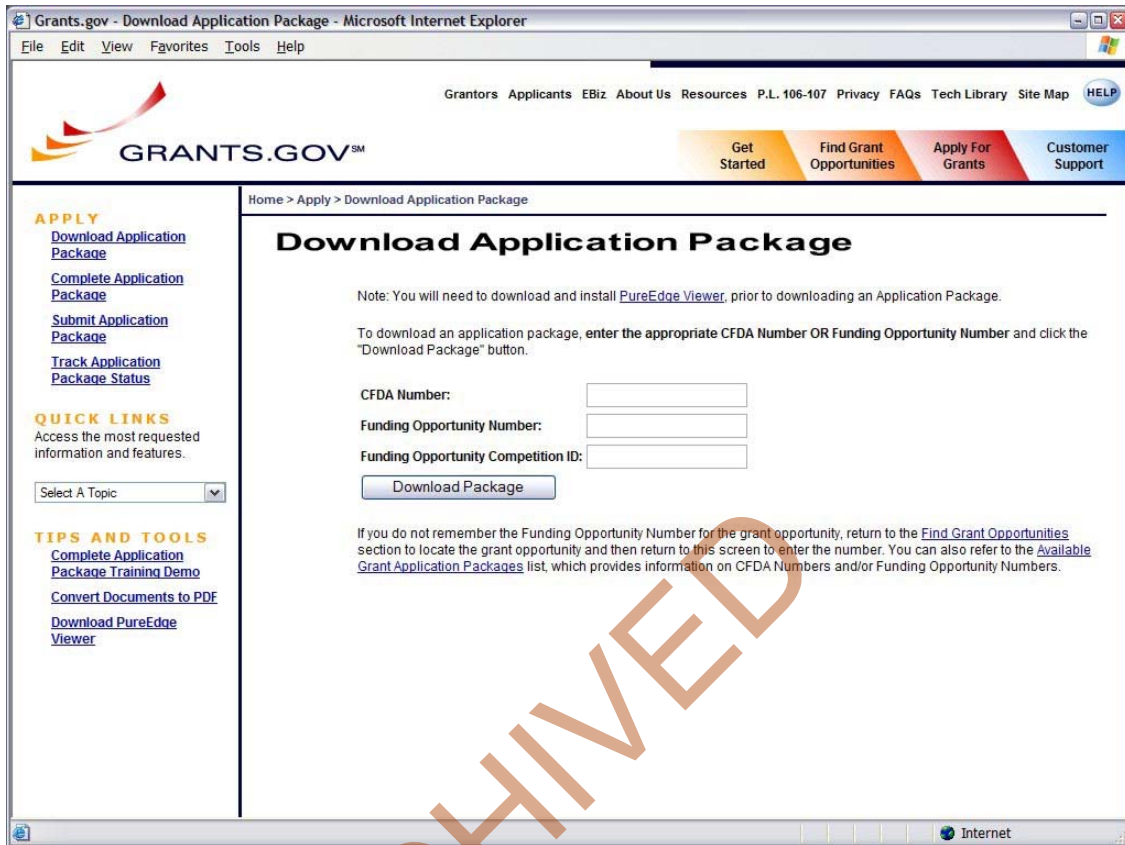 Grants.gov - Download Application Package - Microsoft Internet Explorer
File Edit View Favorites Tools Help
Grantors Applicants EBiz About Us Resources P.L. 106-107 Privacy FAQs Tech Library Site Map HELP
GRANTS.GOV℠
Get Started
Find Grant Opportunities
Apply For Grants
Customer Support
Home > Apply > Download Application Package
APPLY
Download Application
Package
Complete Application
Package
Submit Application
Package
Track Application
Package Status
QUICK LINKS
Access the most requested
information and features.
Select A Topic
TIPS AND TOOLS
Complete Application
Package Training Demo
Convert Documents to PDF
Download PureEdge
Viewer
Download Application Package
Note: You will need to download and install PureEdge Viewer, prior to downloading an Application Package.
To download an application package, enter the appropriate CFDA Number OR Funding Opportunity Number and click the
"Download Package" button.
CFDA Number:
Funding Opportunity Number:
Funding Opportunity Competition ID:
Download Package
If you do not remember the Funding Opportunity Number for the grant opportunity, return to the Find Grant Opportunities
section to locate the grant opportunity and then return to this screen to enter the number. You can also refer to the Available
Grant Application Packages list, which provides information on CFDA Numbers and/or Funding Opportunity Numbers.
HIVED
Internet